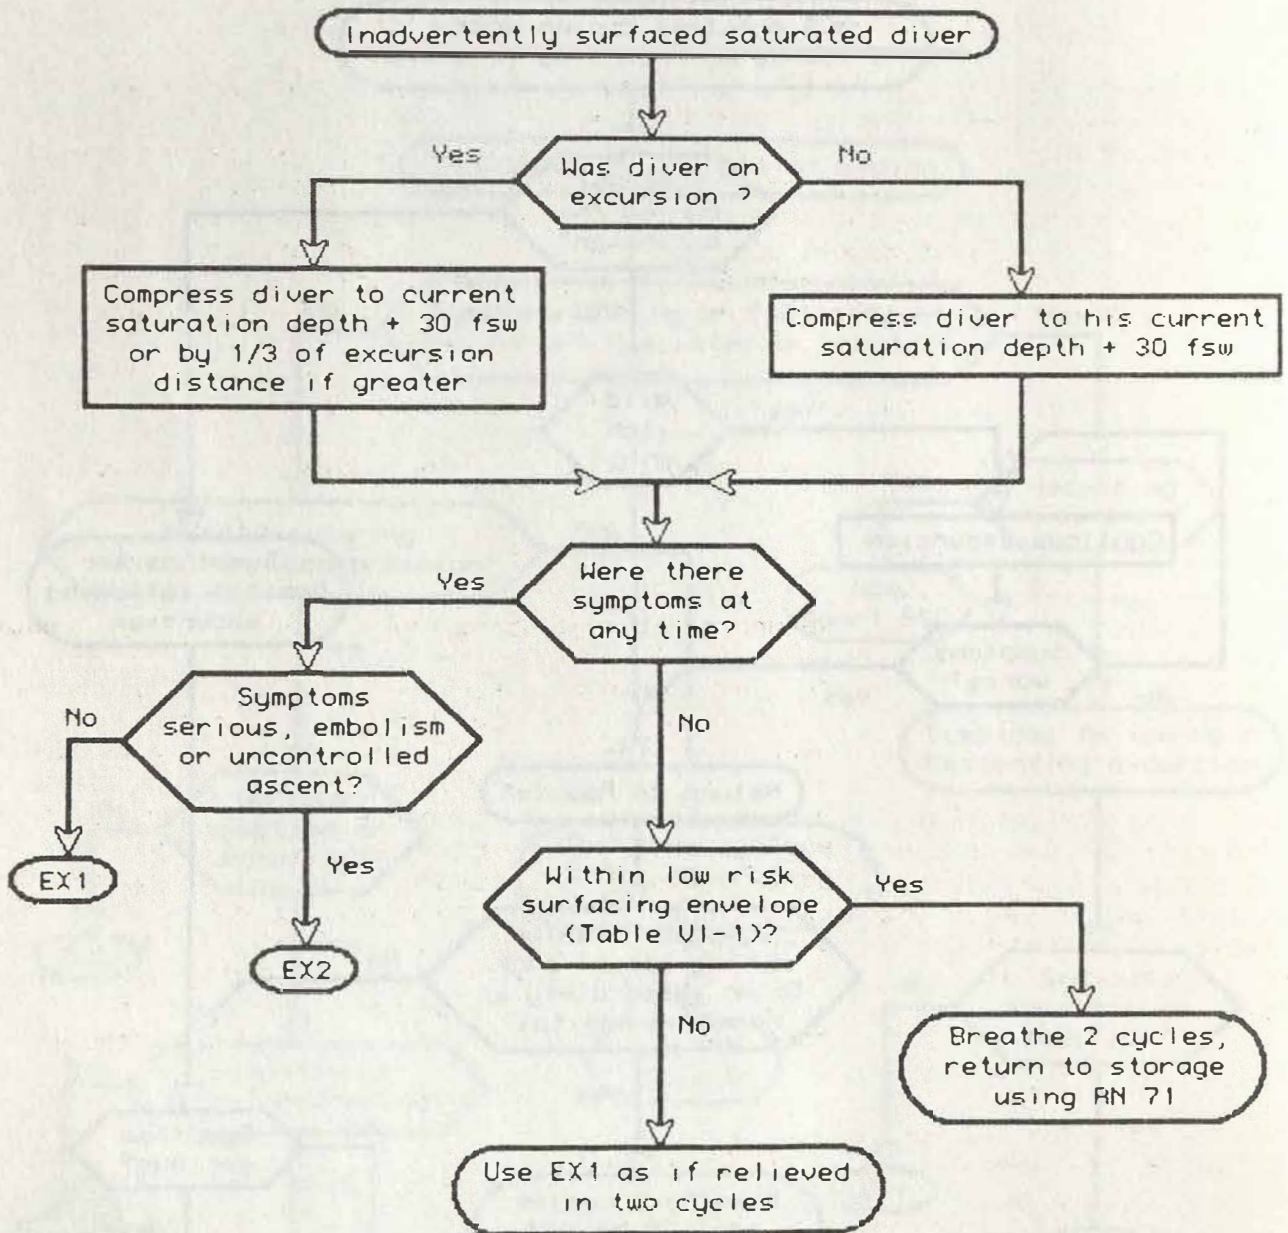 Inadvertently surfaced saturated diver
Was diver on
excursion ?
Yes
No
Compress diver to current
saturation depth + 30 fsw
or by 1/3 of excursion
distance if greater
Compress diver to his current
saturation depth + 30 fsw
Were there
symptoms at
any time?
Yes
No
Symptoms
serious, embolism
or uncontrolled
ascent?
No
EX1
Yes
EX2
Within low risk
surfacing envelope
(Table VI-1)?
Yes
No
Breathe 2 cycles,
return to storage
using RN 71
Use EX1 as if relieved
in two cycles